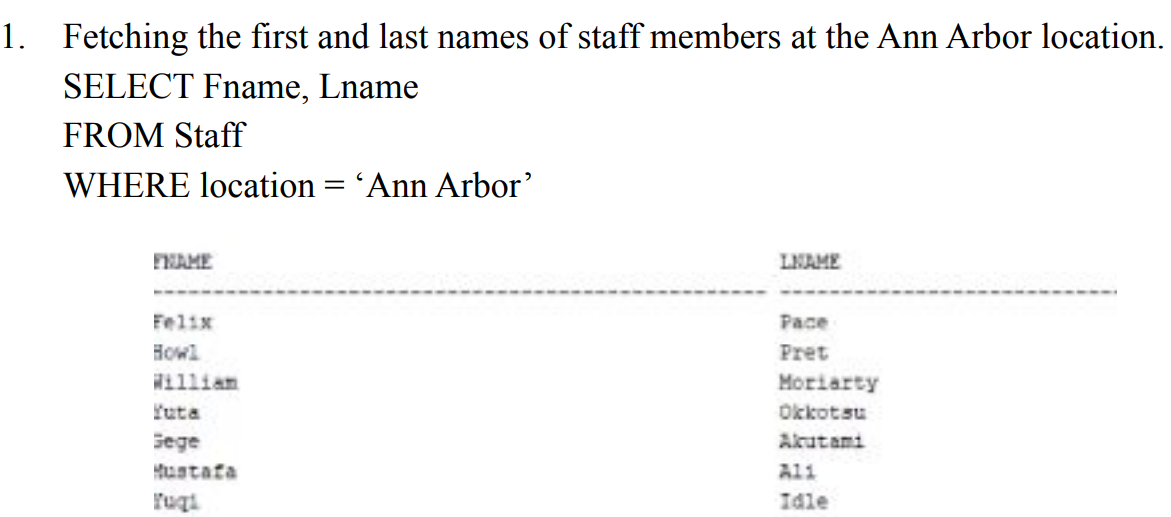 1. Fetching the first and last names of staff members at the Ann Arbor location.
SELECT Fname, Lname
FROM Staff
WHERE location = ‘Ann Arbor’
FNAME LNAME
Felix Pace
Howl Pret
William Moriarty
Yuta Okkotsu
Gege Akutami
Mustafa Ali
Yuqi Idle